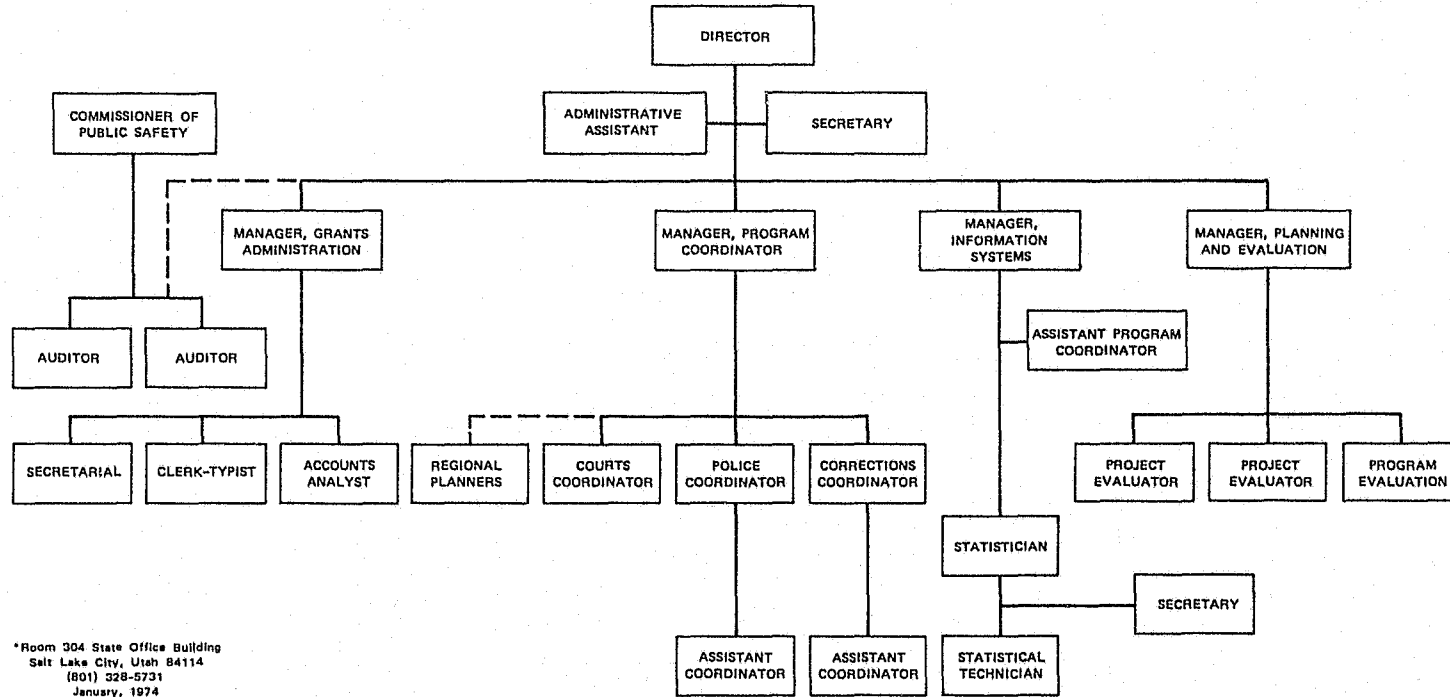 DIRECTOR
COMMISSIONER OF
PUBLIC SAFETY
ADMINISTRATIVE
ASSISTANT
SECRETARY
MANAGER, GRANTS
ADMINISTRATION
MANAGER, PROGRAM
COORDINATOR
MANAGER,
INFORMATION
SYSTEMS
MANAGER, PLANNING
AND EVALUATION
AUDITOR
AUDITOR
ASSISTANT PROGRAM
COORDINATOR
SECRETARIAL
CLERK-TYPIST
ACCOUNTS
ANALYST
REGIONAL
PLANNERS
COURTS
COORDINATOR
POLICE
COORDINATOR
CORRECTIONS
COORDINATOR
PROJECT
EVALUATOR
PROJECT
EVALUATOR
PROGRAM
EVALUATION
STATISTICIAN
SECRETARY
ASSISTANT
COORDINATOR
ASSISTANT
COORDINATOR
STATISTICAL
TECHNICIAN
*Room 304 State Office Building
Salt Lake City, Utah 84114
(801) 328-5731
January, 1974